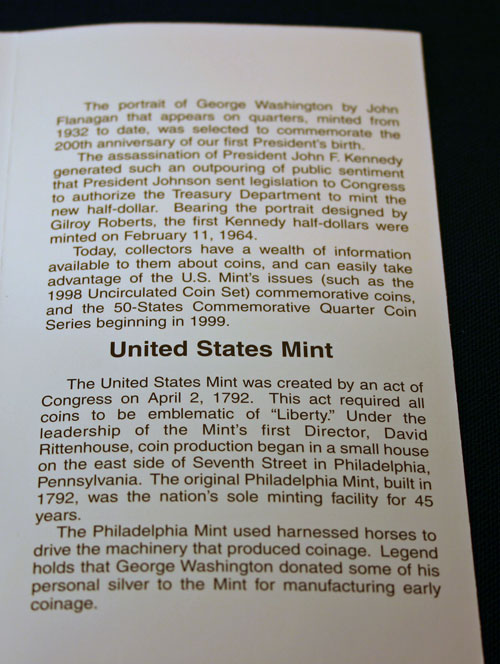 The portrait of George Washington by John
Flanagan that appears on quarters, minted from
1932 to date, was selected to commemorate the
200th anniversary of our first President's birth.
The assassination of President John F. Kennedy
generated such an outpouring of public sentiment
that President Johnson sent legislation to Congress
to authorize the Treasury Department to mint the
new half-dollar. Bearing the portrait designed by
Gilroy Roberts, the first Kennedy half-dollars were
minted on February 11, 1964.
Today, collectors have a wealth of information
available to them about coins, and can easily take
advantage of the U.S. Mint's issues (such as the
1998 Uncirculated Coin Set) commemorative coins,
and the 50-States Commemorative Quarter Coin
Series beginning in 1999.
United States Mint
The United States Mint was created by an act of
Congress on April 2, 1792. This act required all
coins to be emblematic of "Liberty." Under the
leadership of the Mint's first Director, David
Rittenhouse, coin production began in a small house
on the east side of Seventh Street in Philadelphia,
Pennsylvania. The original Philadelphia Mint, built in
1792, was the nation's sole minting facility for 45
years.
The Philadelphia Mint used harnessed horses to
drive the machinery that produced coinage. Legend
holds that George Washington donated some of his
personal silver to the Mint for manufacturing early
coinage.